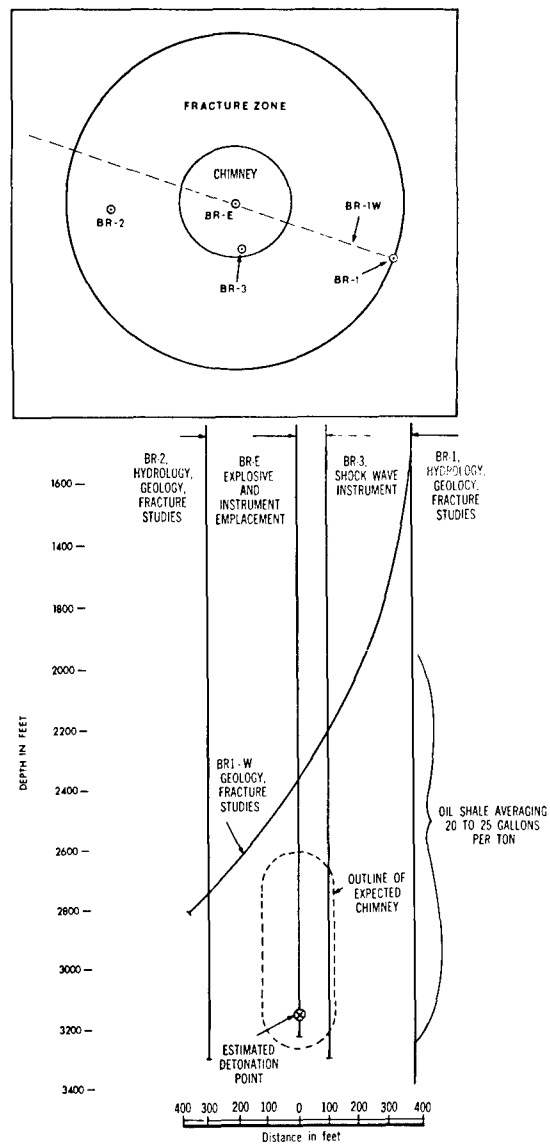 FRACTURE ZONE
CHIMNEY
BR-E
BR-1W
BR-2
BR-3
BR-1
BR-2,
HYDROLOGY,
GEOLOGY,
FRACTURE
STUDIES
BR-E
EXPLOSIVE
AND
INSTRUMENT
EMPLACEMENT
BR-3,
SHOCK WAVE
INSTRUMENT
BR-1,
HYDROLOGY,
GEOLOGY,
FRACTURE
STUDIES
1600
1400
1800
2000
2200
2400
2600
2800
3000
3200
3400
DEPTH IN FEET
BR1-W
GEOLOGY,
FRACTURE
STUDIES
OIL SHALE AVERAGING
20 TO 25 GALLONS
PER TON
OUTLINE OF
EXPECTED
CHIMNEY
ESTIMATED
DETONATION
POINT
400 300 200 100 0 100 200 300 400
Distance in feet